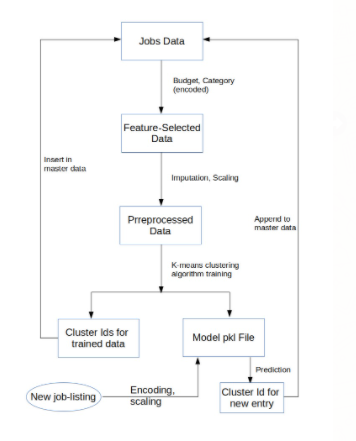 Jobs Data
Budget, Category
(encoded)
Feature-Selected
Data
Insert in
master data
Imputation, Scaling
Append to
master data
Prreprocessed
Data
K-means clustering
algorithm training
Cluster Ids for
trained data
Model pkl File
Prediction
New job-listing
Encoding,
scaling
Cluster Id for
new entry